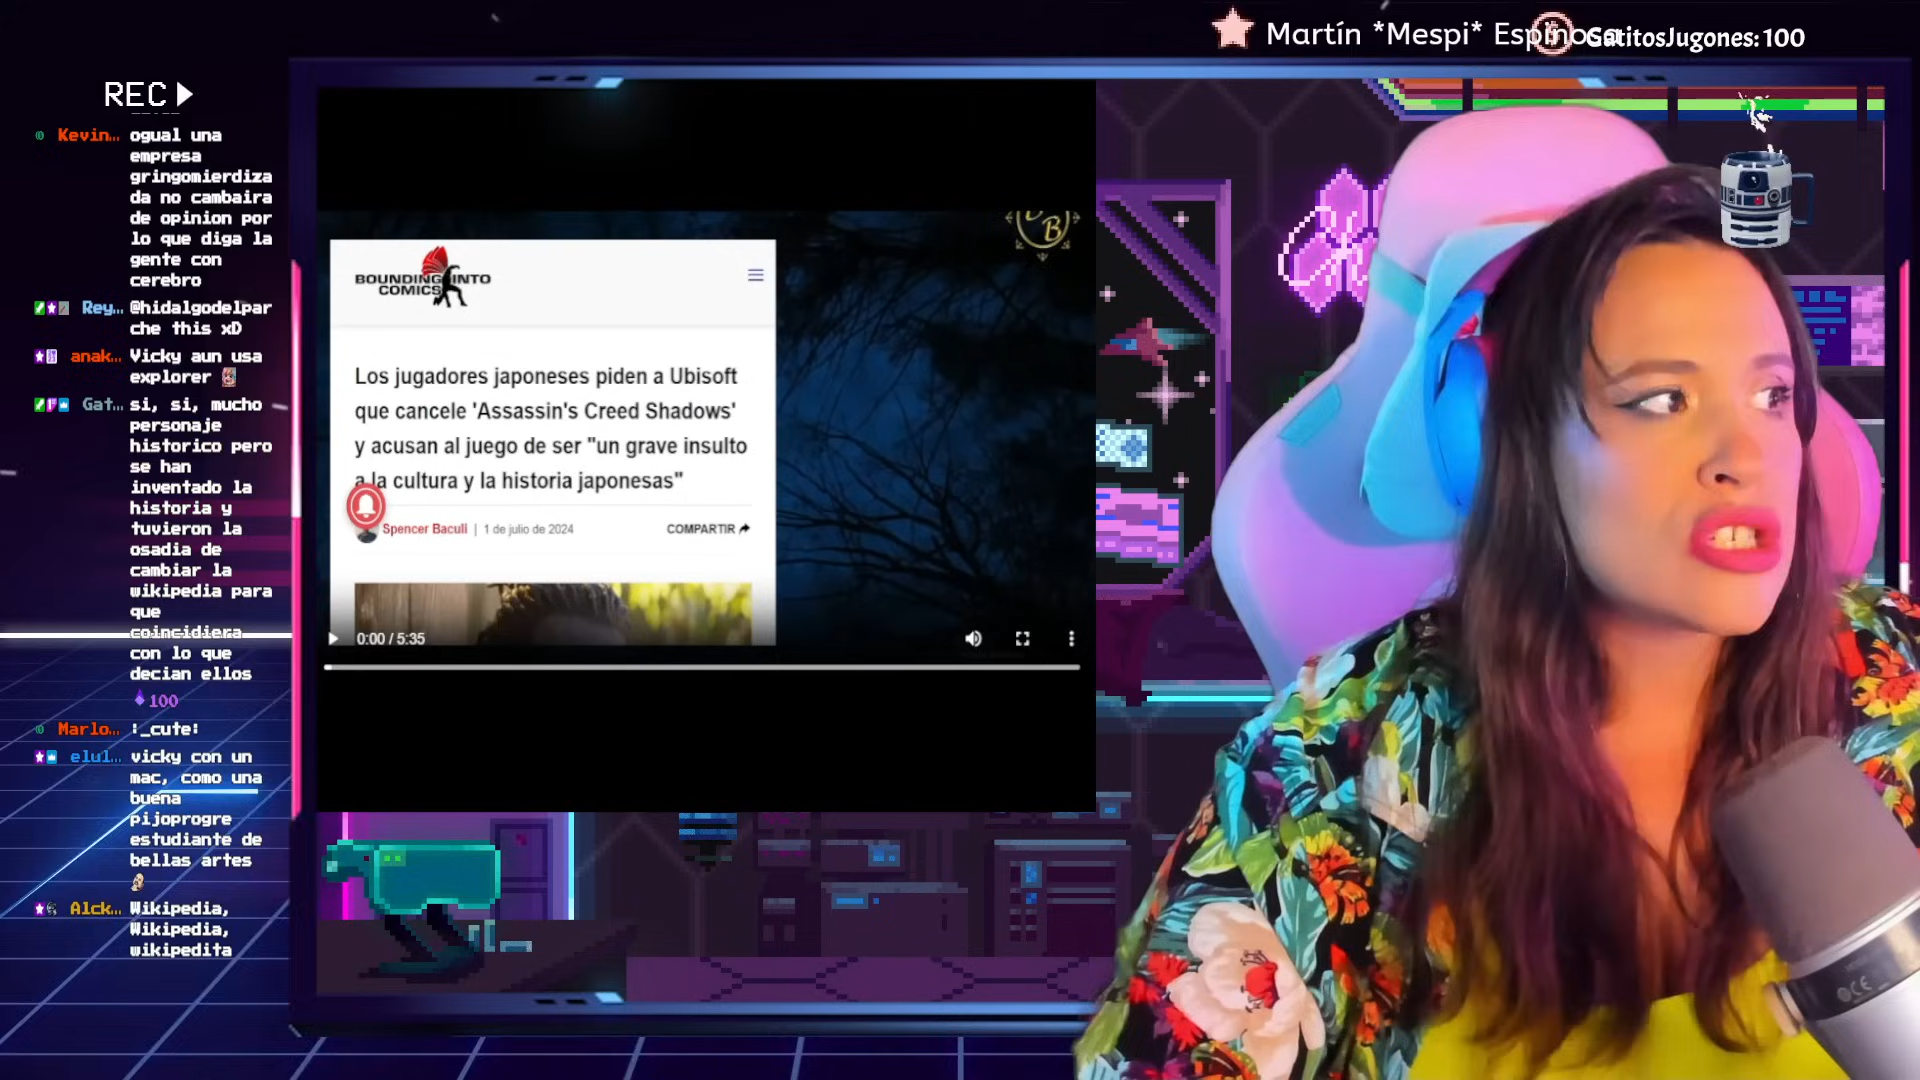 Martín *Mespi* Espinosa
GatitosJugones: 100
REC
Kevin... ogual una
empresa
gringomierdiza
da no cambaira
de opinion por
lo que diga la
gente con
cerebro
Rey... @hidalgodelpar
che this xD
anak... Vicky aun usa
explorer
Gat... si, si, mucho
personaje
historico pero
se han
inventado la
historia y
tuvieron la
osadia de
cambiar la
wikipedia para
que
coincidiera
con lo que
decian ellos
100
Marlo... :_cute:
elul... vicky con un
mac, como una
buena
pijoprogre
estudiante de
bellas artes
Alck... Wikipedia,
Wikipedia,
wikipedita
BOUNDING INTO
COMICS
Los jugadores japoneses piden a Ubisoft
que cancele 'Assassin's Creed Shadows'
y acusan al juego de ser "un grave insulto
a la cultura y la historia japonesas"
Spencer Baculi | 1 de julio de 2024
COMPARTIR
0:00 / 5:35
B
CE